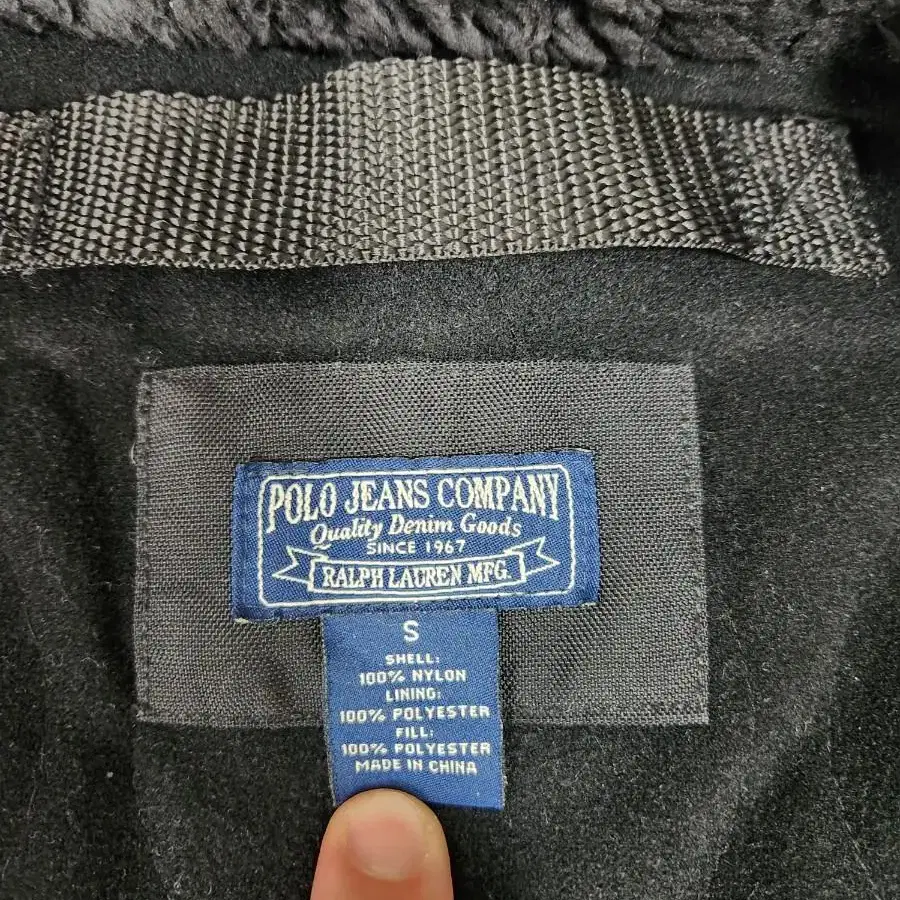 POLO JEANS COMPANY
Quality Denim Goods
SINCE 1967
RALPH LAUREN MFG.
S
SHELL:
100% NYLON
LINING:
100% POLYESTER
FILL:
100% POLYESTER
MADE IN CHINA